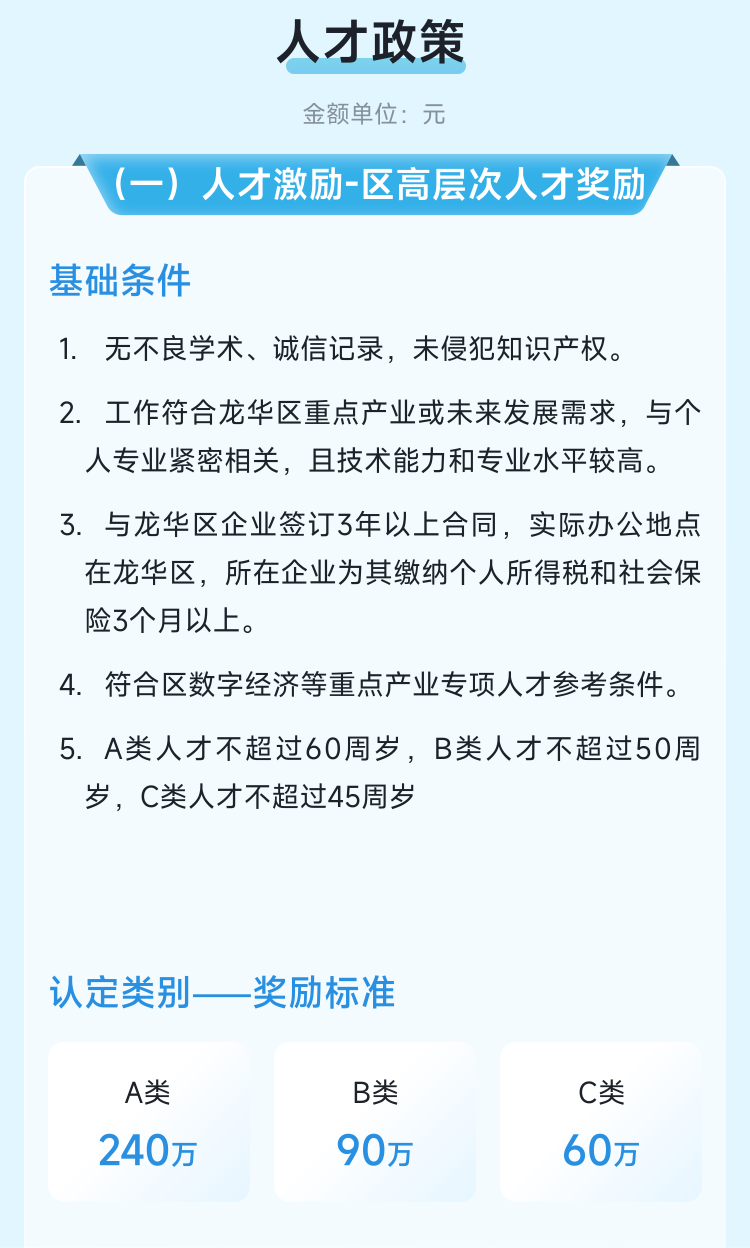 人才政策
金额单位：元
（一）人才激励-区高层次人才奖励
基础条件
1. 无不良学术、诚信记录，未侵犯知识产权。
2. 工作符合龙华区重点产业或未来发展需求，与个
人专业紧密相关，且技术能力和专业水平较高。
3. 与龙华区企业签订3年以上合同，实际办公地点
在龙华区，所在企业为其缴纳个人所得税和社会保
险3个月以上。
4. 符合区数字经济等重点产业专项人才参考条件。
5. A类人才不超过60周岁，B类人才不超过50周
岁，C类人才不超过45周岁
认定类别——奖励标准
A类 B类 C类
240万 90万 60万